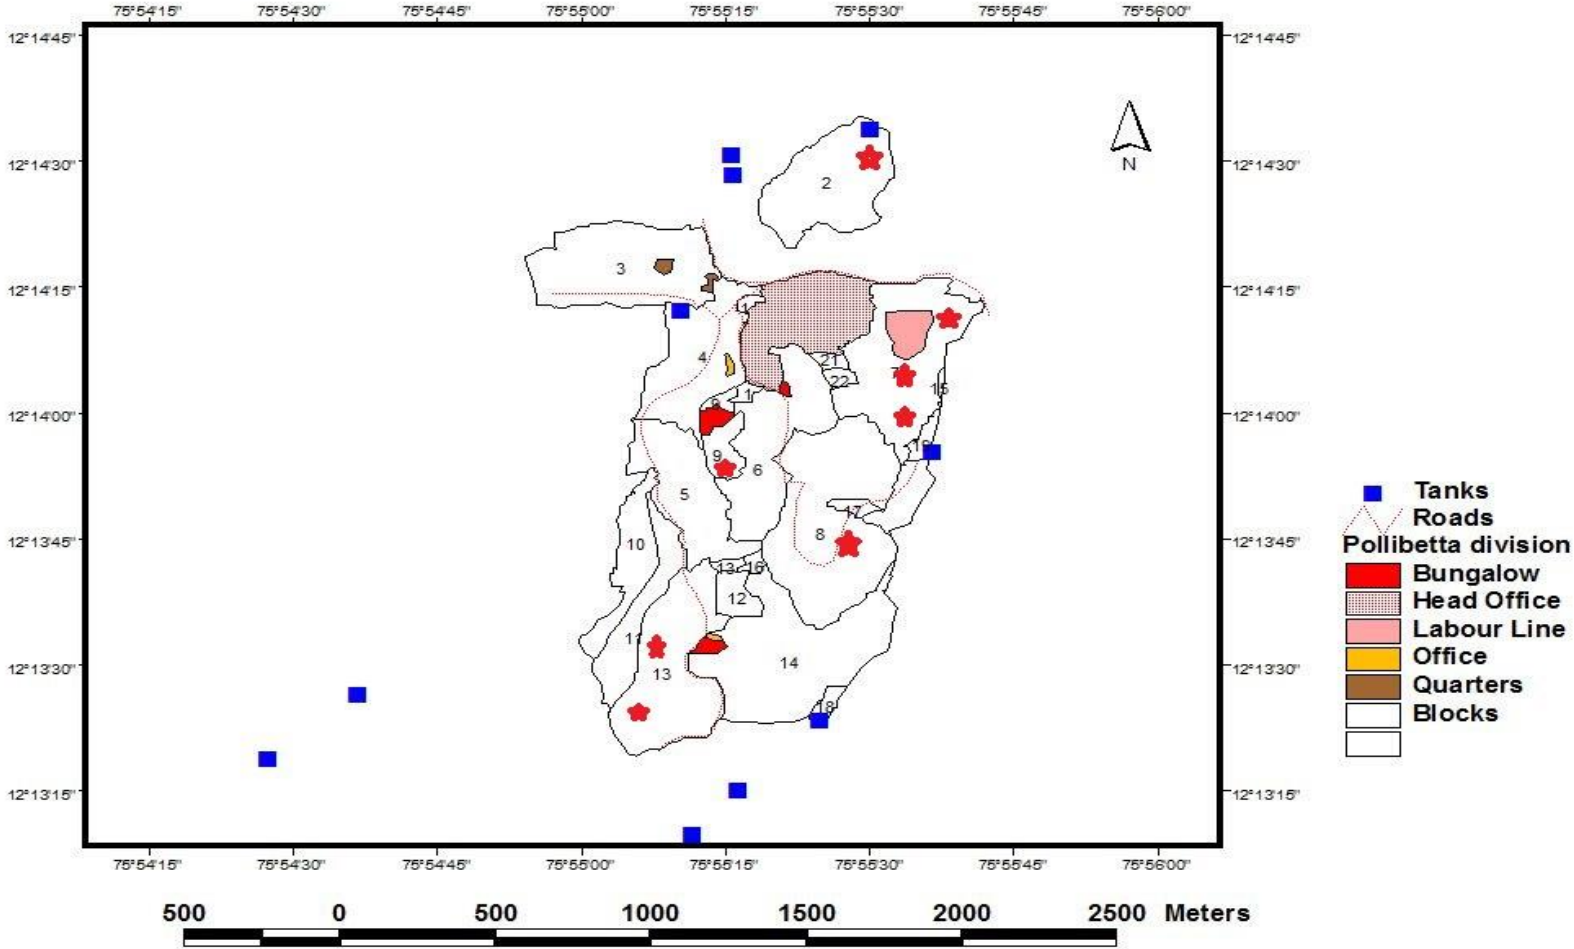 75°54'15" 75°54'30" 75°54'45" 75°55'00" 75°55'15" 75°55'30" 75°55'45" 75°56'00"
12°14'45" 12°14'45"
12°14'30" 2 N 12°14'30"
3
12°14'15" 12°14'15"
1
4 21
22 7 15
1
9
12°14'00" 12°14'00"
19
9 6
5
17
8
10
12°13'45" 12°13'45"
13 16
12
11
14
12°13'30" 13 12°13'30"
18
12°13'15" 12°13'15"
75°54'15" 75°54'30" 75°54'45" 75°55'00" 75°55'15" 75°55'30" 75°55'45" 75°56'00"
500 0 500 1000 1500 2000 2500 Meters
Tanks
Roads
Pollibetta division
Bungalow
Head Office
Labour Line
Office
Quarters
Blocks